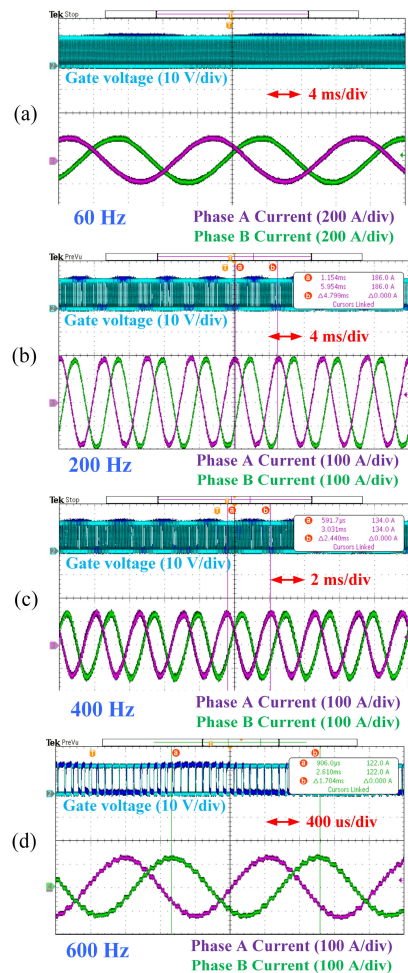 Tek Stop
T
Gate voltage (10 V/div)
4 ms/div
(a)
60 Hz
Phase A Current (200 A/div)
Phase B Current (200 A/div)
Tek PreVu
T a b
a 1.154ms 186.0 A
5.954ms 186.0 A
b Δ4.799ms Δ0.000 A
Cursors Linked
Gate voltage (10 V/div)
4 ms/div
(b)
200 Hz
Phase A Current (100 A/div)
Phase B Current (100 A/div)
Tek Stop
T a b
a 591.7μs 134.0 A
3.031ms 134.0 A
b Δ2.440ms Δ0.000 A
Cursors Linked
Gate voltage (10 V/div)
2 ms/div
(c)
400 Hz
Phase A Current (100 A/div)
Phase B Current (100 A/div)
Tek PreVu
T a b
a 906.0μs 122.0 A
2.610ms 122.0 A
b Δ1.704ms Δ0.000 A
Cursors Linked
Gate voltage (10 V/div)
400 us/div
(d)
600 Hz
Phase A Current (100 A/div)
Phase B Current (100 A/div)